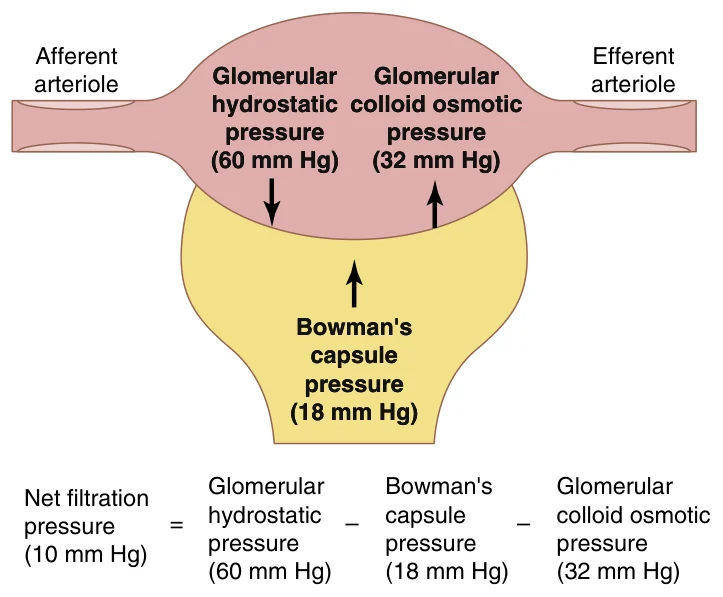 Afferent
arteriole
Efferent
arteriole
Glomerular
hydrostatic
pressure
(60 mm Hg)
Glomerular
colloid osmotic
pressure
(32 mm Hg)
Bowman's
capsule
pressure
(18 mm Hg)
Net filtration
pressure
(10 mm Hg)
=
Glomerular
hydrostatic
pressure
(60 mm Hg)
–
Bowman's
capsule
pressure
(18 mm Hg)
–
Glomerular
colloid osmotic
pressure
(32 mm Hg)